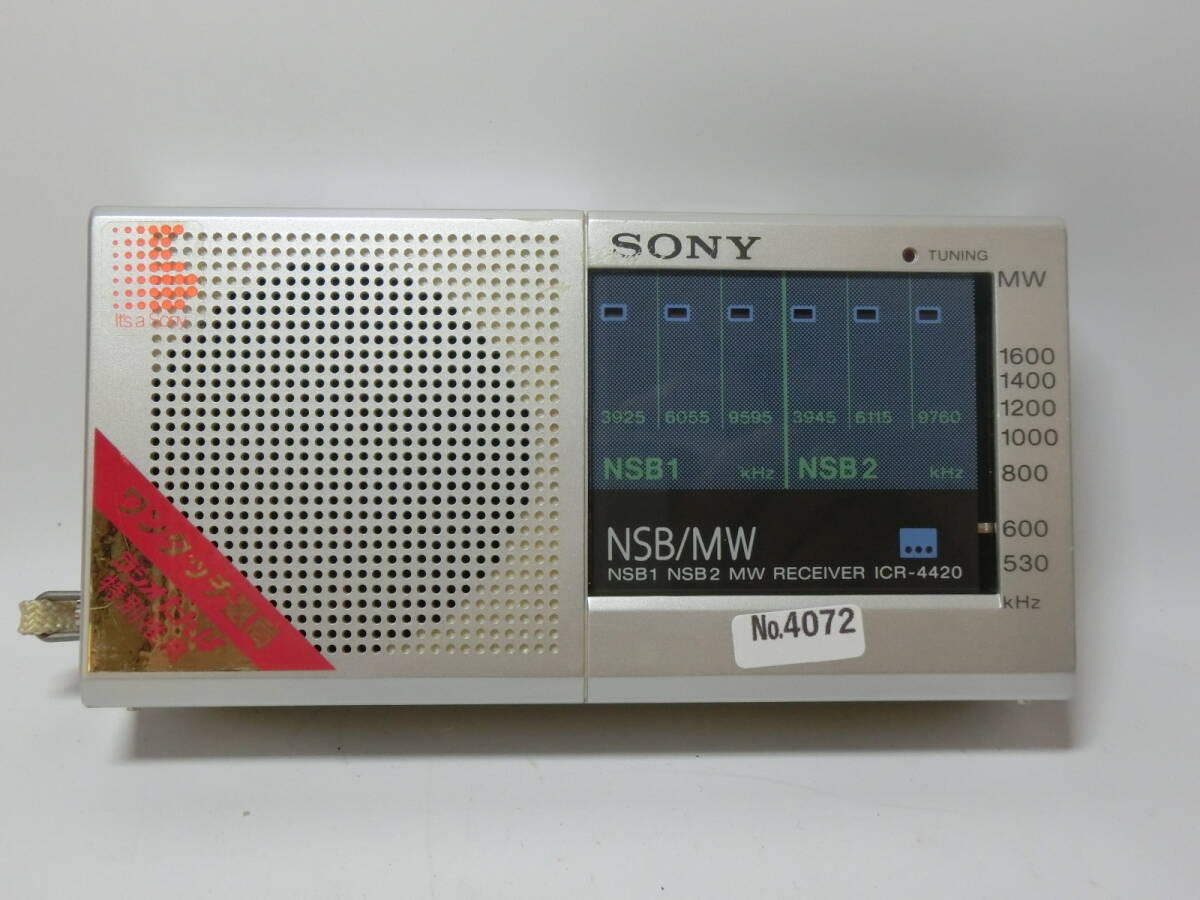 It's a Sony
SONY
TUNING
MW
1600
1400
1200
1000
800
600
530
kHz
3925 6055 9595 3945 6115 9760
NSB1 kHz NSB2 kHz
NSB/MW
NSB1 NSB2 MW RECEIVER ICR-4420
No.4072
ワンタッチ選局